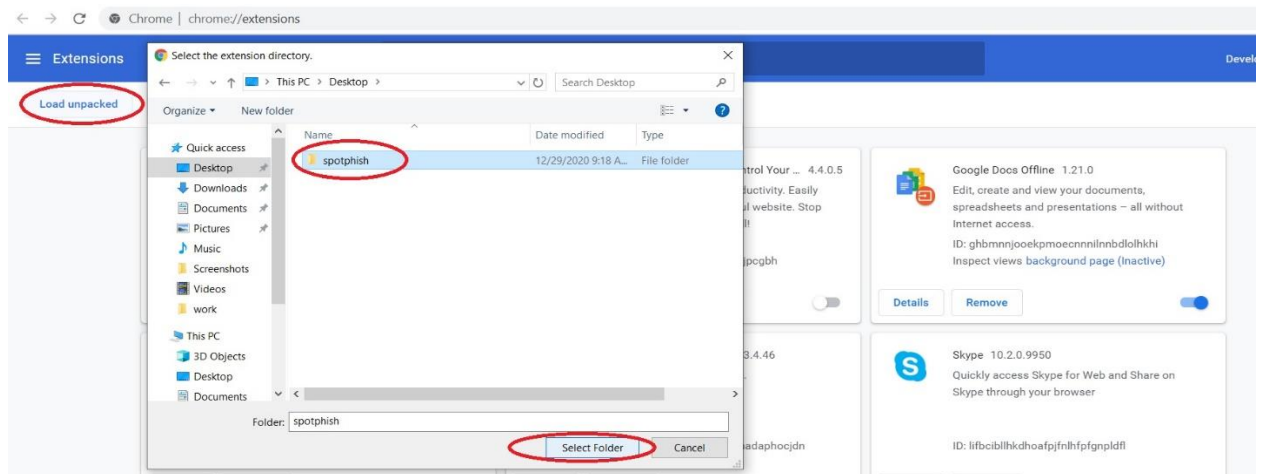 Chrome | chrome://extensions
Extensions
Develo
Load unpacked
Select the extension directory.
This PC > Desktop >
Search Desktop
Organize
New folder
Name
Date modified
Type
Quick access
Desktop
Downloads
Documents
Pictures
Music
Screenshots
Videos
work
This PC
3D Objects
Desktop
Documents
spotphish
12/29/2020 9:18 A...
File folder
Folder: spotphish
Select Folder
Cancel
ntrol Your ... 4.4.0.5
ductivity. Easily
ul website. Stop
jpcgbh
Google Docs Offline 1.21.0
Edit, create and view your documents,
spreadsheets and presentations – all without
Internet access.
ID: ghbmnnjooekpmoecnnnilnnbdlolhkhi
Inspect views background page (Inactive)
Details
Remove
3.4.46
adaphocjdn
Skype 10.2.0.9950
Quickly access Skype for Web and Share on
Skype through your browser
ID: lifbcibllhkdhoafpjfnlhfpfgnpldfl